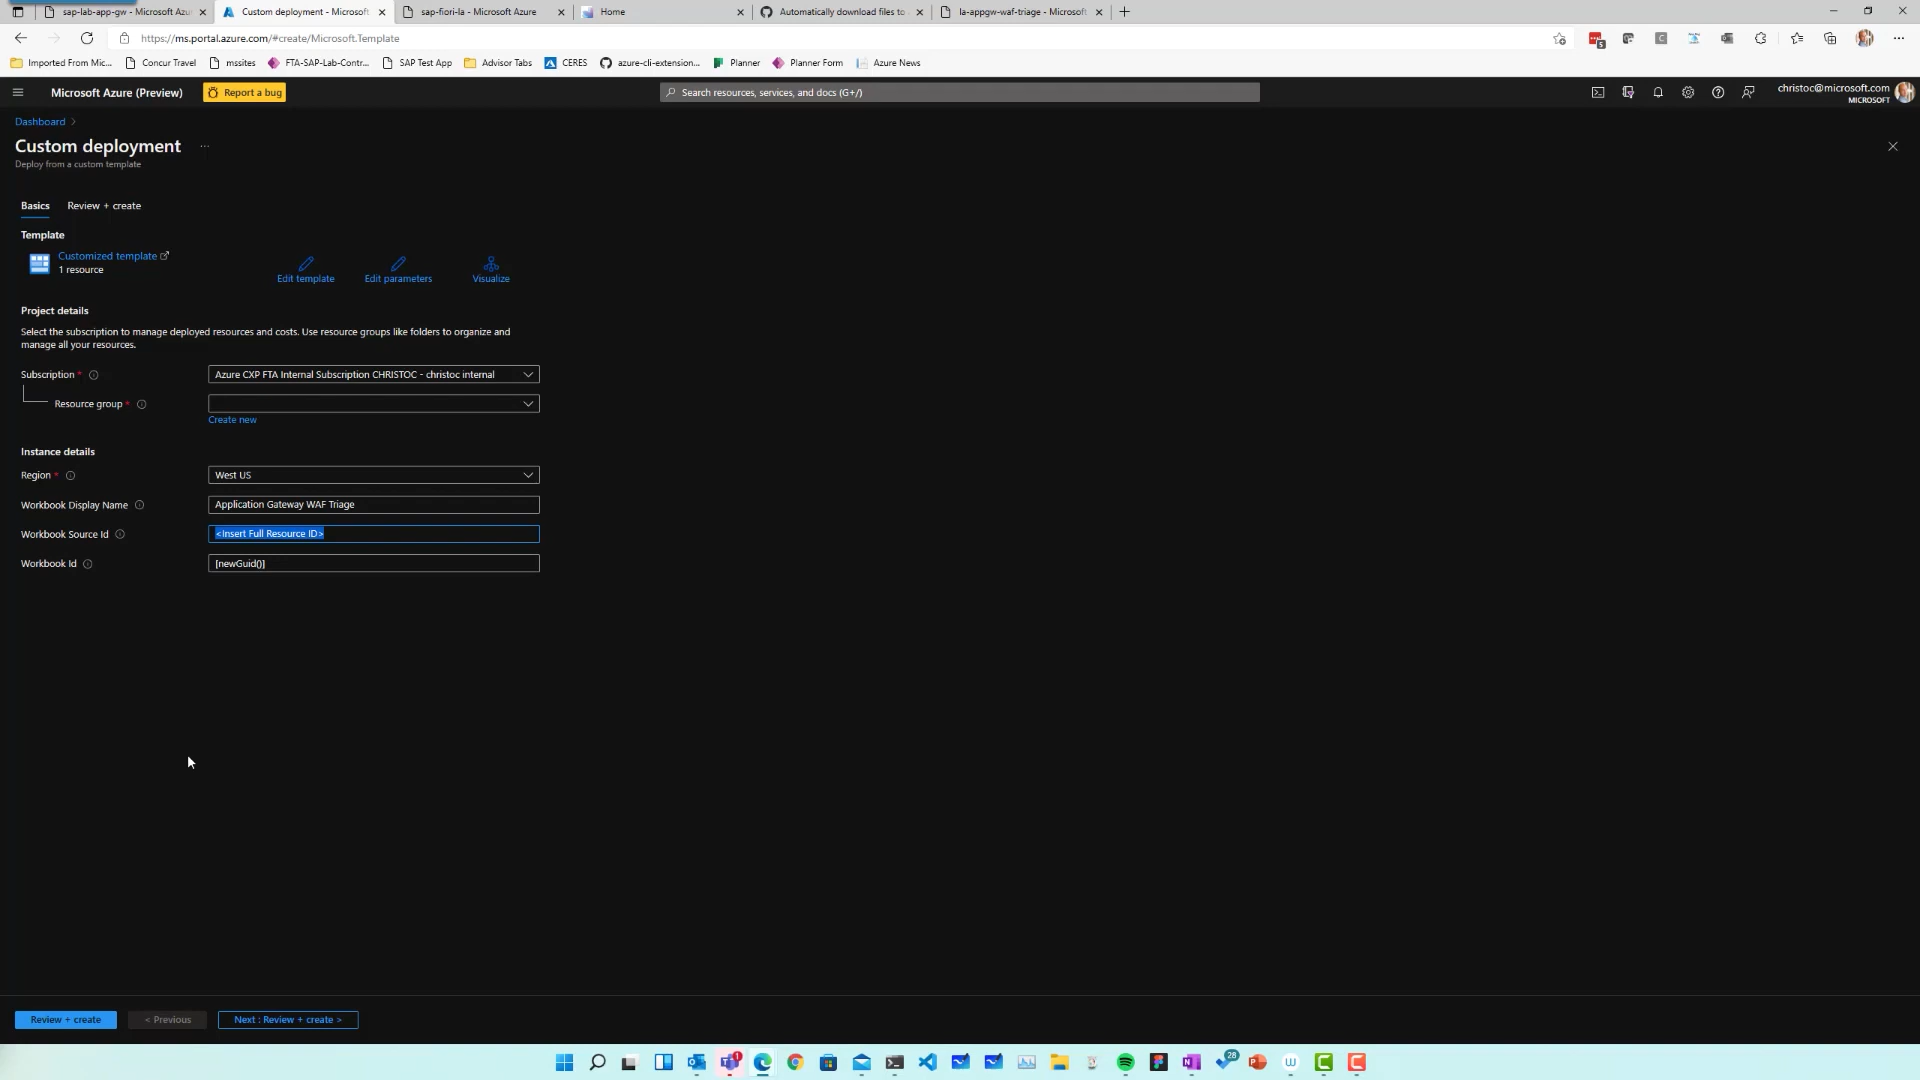 sap-lab-app-gw - Microsoft Azu
Custom deployment - Microsoft
sap-fiori-la - Microsoft Azure
Home
Automatically download files to
la-appgw-waf-triage - Microsoft
https://ms.portal.azure.com/#create/Microsoft.Template
5
Imported From Mic...
Concur Travel
mssites
FTA-SAP-Lab-Contr...
SAP Test App
Advisor Tabs
CERES
azure-cli-extension...
Planner
Planner Form
Azure News
Microsoft Azure (Preview)
Report a bug
Search resources, services, and docs (G+/)
christoc@microsoft.com
MICROSOFT
Dashboard >
Custom deployment ...
Deploy from a custom template
Basics
Review + create
Template
Customized template
1 resource
Edit template
Edit parameters
Visualize
Project details
Select the subscription to manage deployed resources and costs. Use resource groups like folders to organize and
manage all your resources.
Subscription *
Azure CXP FTA Internal Subscription CHRISTOC - christoc internal
Resource group *
Create new
Instance details
Region *
West US
Workbook Display Name
Application Gateway WAF Triage
Workbook Source Id
<Insert Full Resource ID>
Workbook Id
[newGuid()]
Review + create
< Previous
Next : Review + create >
1
28